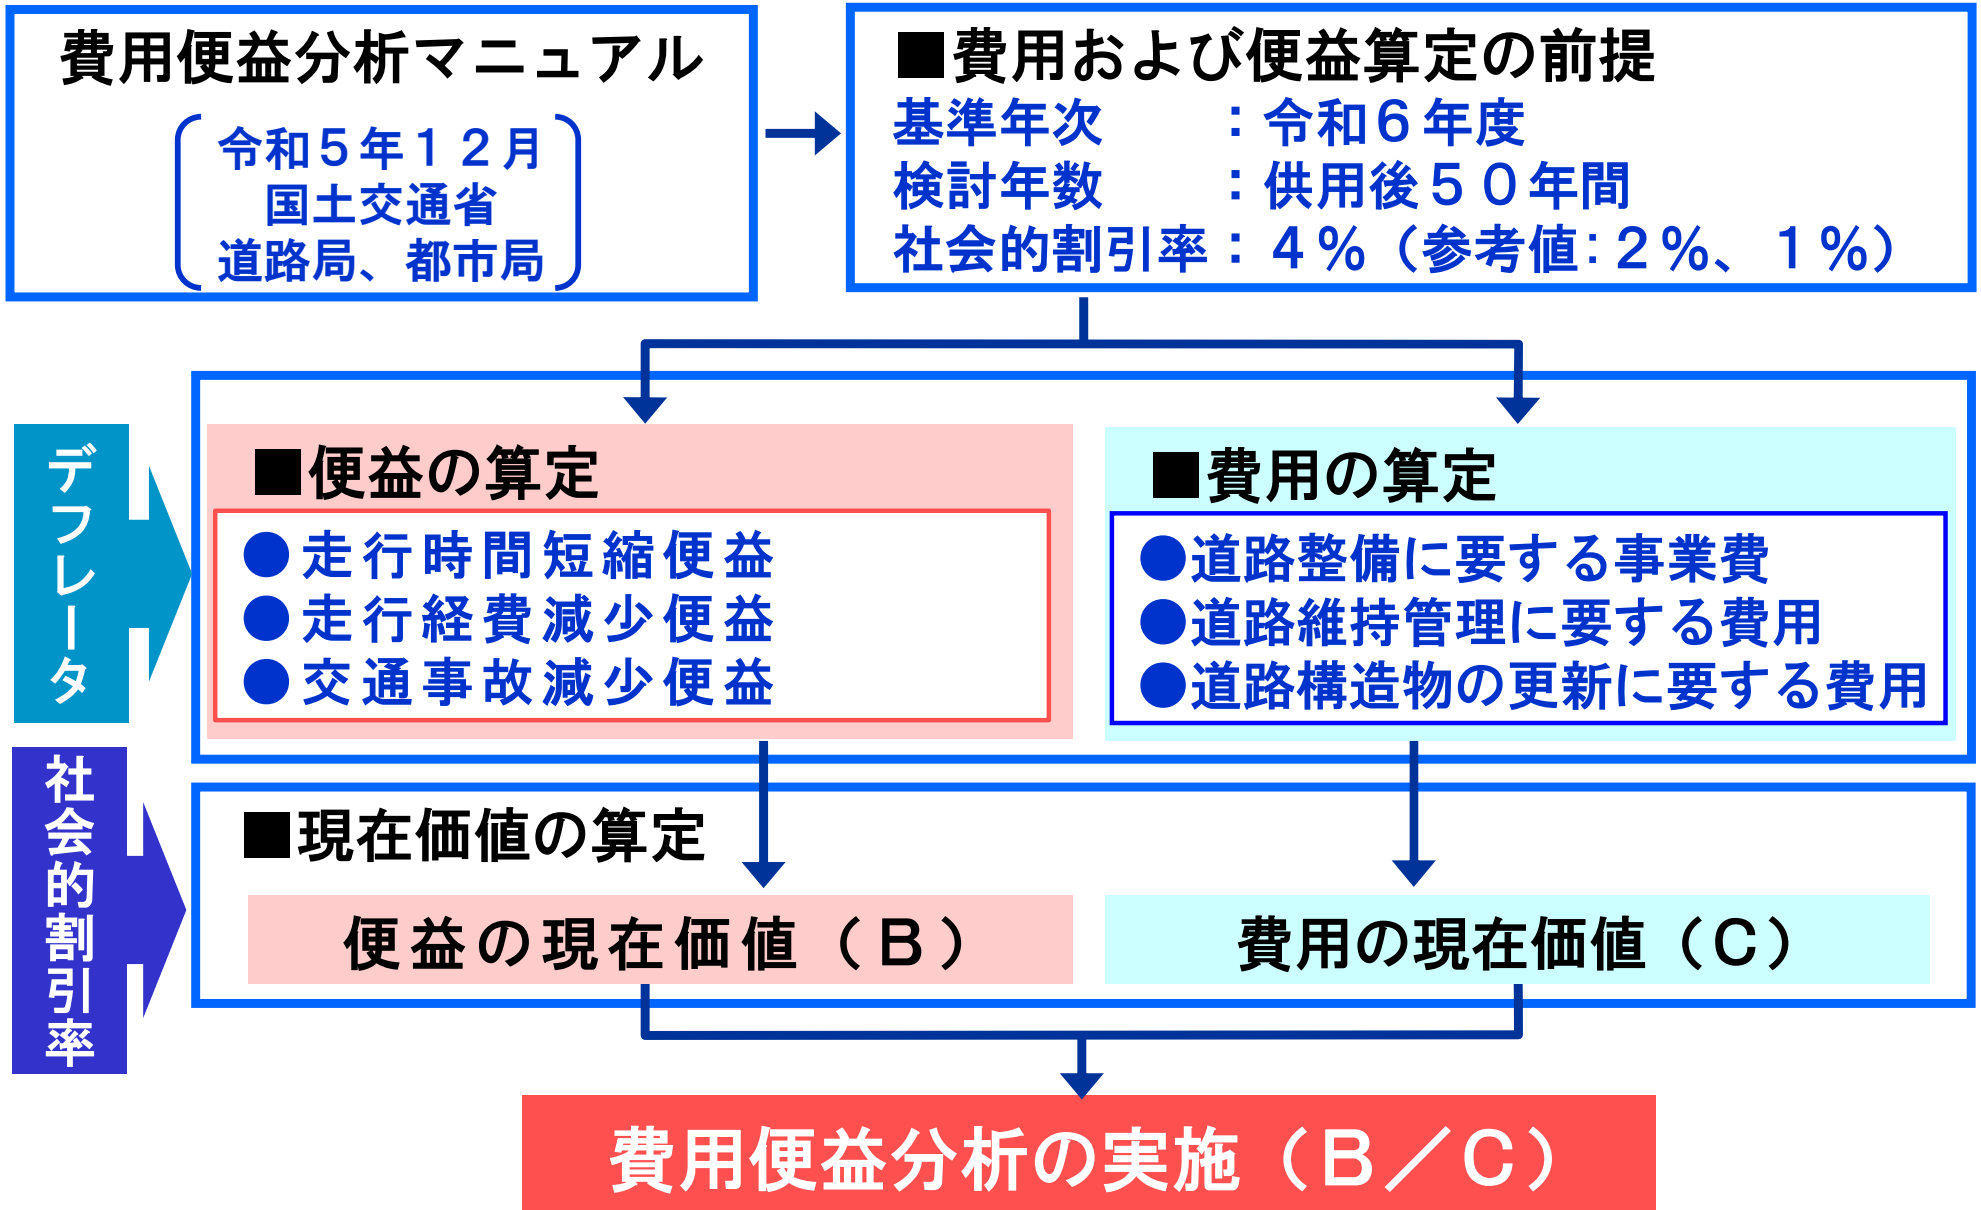 費用便益分析マニュアル
令和５年１２月
国土交通省
道路局、都市局
■費用および便益算定の前提
基準年次　　：令和６年度
検討年数　　：供用後５０年間
社会的割引率：４％（参考値：２％、１％）
デフレータ
■便益の算定
●走行時間短縮便益
●走行経費減少便益
●交通事故減少便益
■費用の算定
●道路整備に要する事業費
●道路維持管理に要する費用
●道路構造物の更新に要する費用
社会的割引率
■現在価値の算定
便益の現在価値（Ｂ）
費用の現在価値（Ｃ）
費用便益分析の実施（Ｂ／Ｃ）